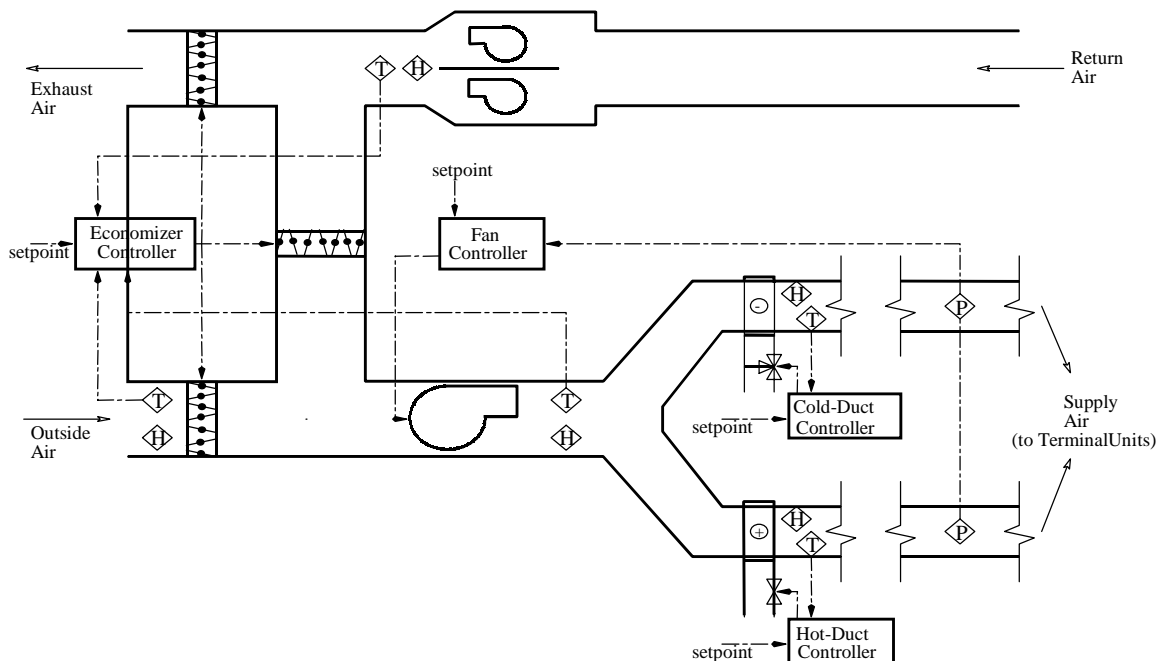 Exhaust
Air
T
H
Return
Air
setpoint
setpoint
Economizer
Controller
Fan
Controller
-
H
T
P
T
H
Outside
Air
T
H
setpoint
Cold-Duct
Controller
Supply
Air
(to TerminalUnits)
+
H
T
P
setpoint
Hot-Duct
Controller